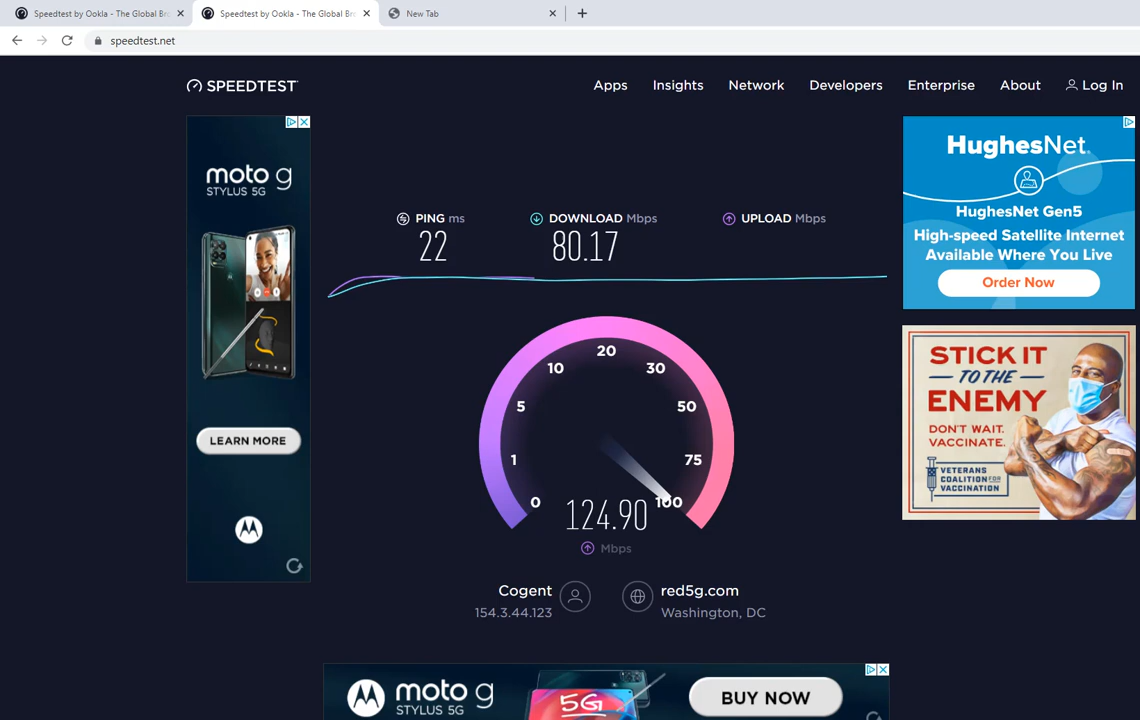 Speedtest by Ookla - The Global Bro
Speedtest by Ookla - The Global Bro
New Tab
speedtest.net
SPEEDTEST
Apps
Insights
Network
Developers
Enterprise
About
Log In
moto g
STYLUS 5G
LEARN MORE
PING ms
22
DOWNLOAD Mbps
80.17
UPLOAD Mbps
0
1
5
10
20
30
50
75
100
124.90
Mbps
Cogent
154.3.44.123
red5g.com
Washington, DC
HughesNet.
HughesNet Gen5
High-speed Satellite Internet
Available Where You Live
Order Now
STICK IT
TO THE
ENEMY
DON'T WAIT.
VACCINATE.
VETERANS
COALITION FOR
VACCINATION
moto g
STYLUS 5G
5G
BUY NOW